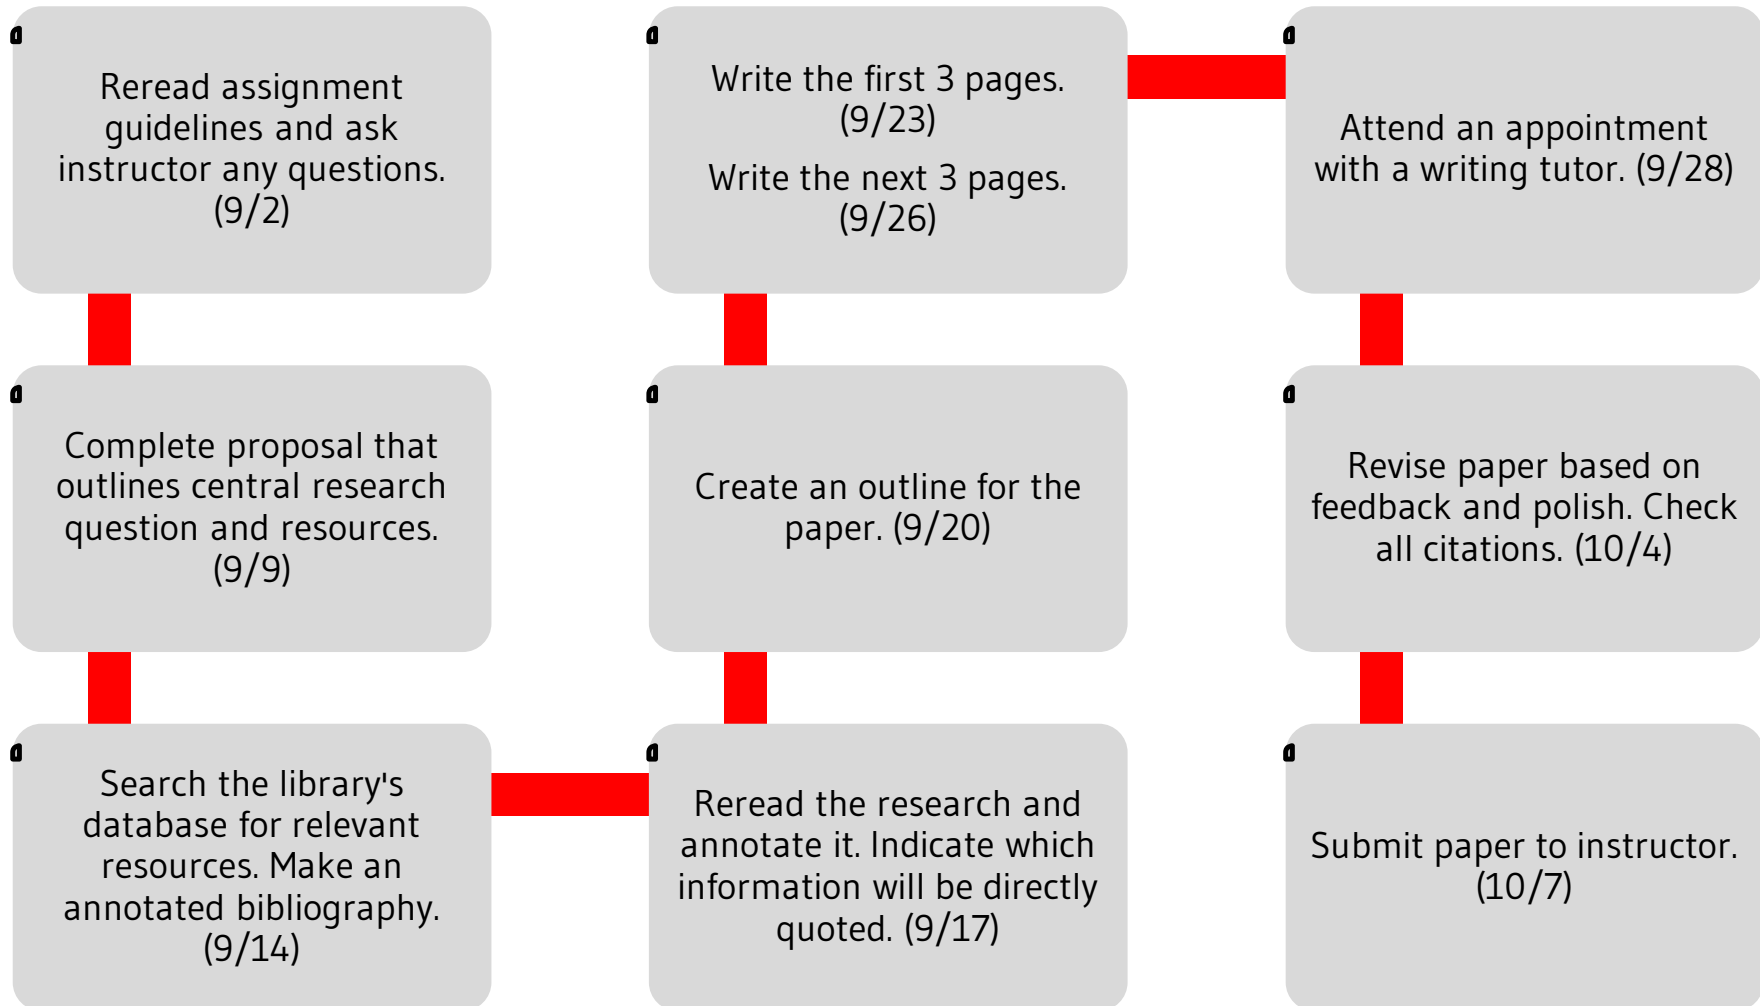 Reread assignment
guidelines and ask
instructor any questions.
(9/2)
Complete proposal that
outlines central research
question and resources.
(9/9)
Search the library's
database for relevant
resources. Make an
annotated bibliography.
(9/14)
Reread the research and
annotate it. Indicate which
information will be directly
quoted. (9/17)
Create an outline for the
paper. (9/20)
Write the first 3 pages.
(9/23)
Write the next 3 pages.
(9/26)
Attend an appointment
with a writing tutor. (9/28)
Revise paper based on
feedback and polish. Check
all citations. (10/4)
Submit paper to instructor.
(10/7)